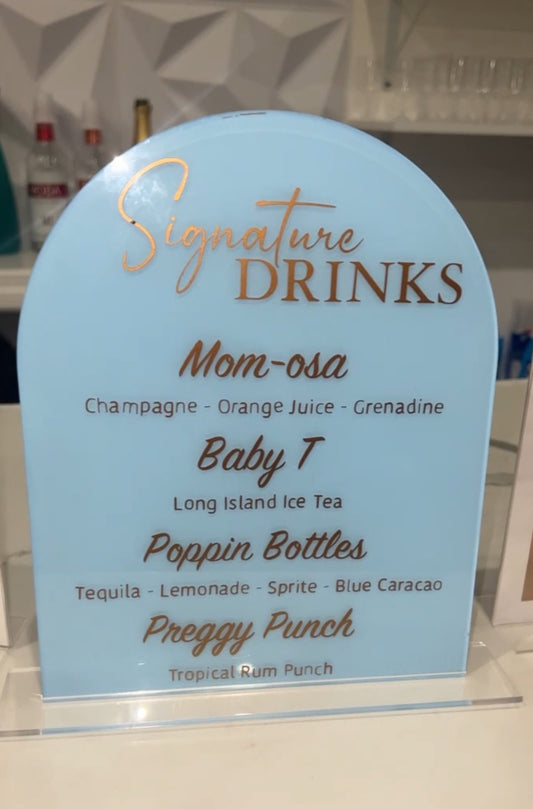 Signature
DRINKS
Mom-osa
Champagne - Orange Juice - Grenadine
Baby T
Long Island Ice Tea
Poppin Bottles
Tequila - Lemonade - Sprite - Blue Caracao
Preggy Punch
Tropical Rum Punch